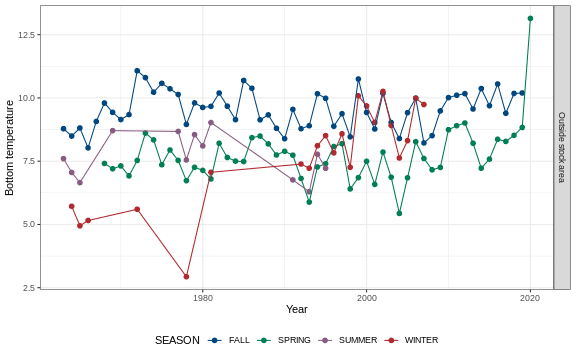 12.5
10.0
7.5
5.0
2.5
Bottom temperature
Outside stock area
1980
2000
2020
Year
SEASON FALL SPRING SUMMER WINTER